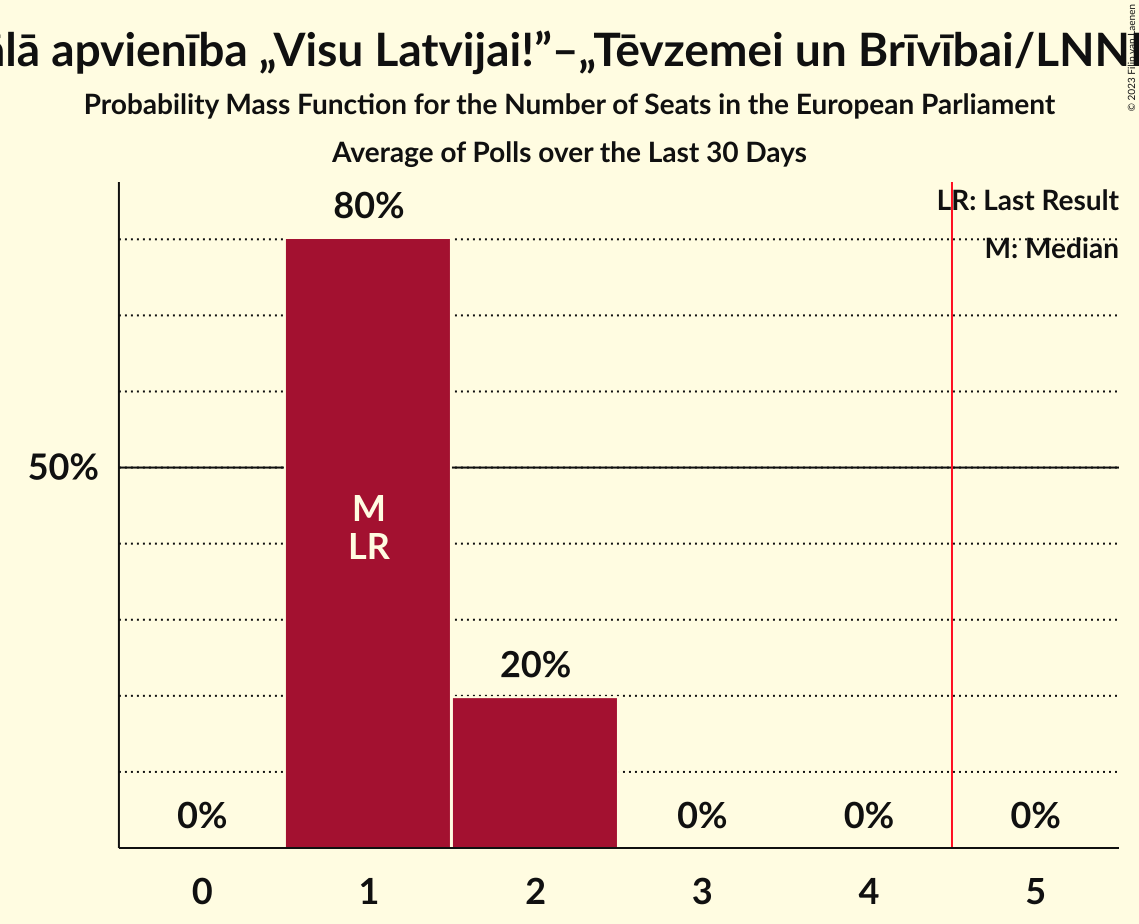 apvienība „Visu Latvijai!”–„Tēvzemei un Brīvībai/LNN
Probability Mass Function for the Number of Seats in the European Parliament
Average of Polls over the Last 30 Days
© 2023 Filip van Laenen
LR: Last Result
M: Median
80%
50%
M
LR
20%
0%
0%
0%
0%
0
1
2
3
4
5